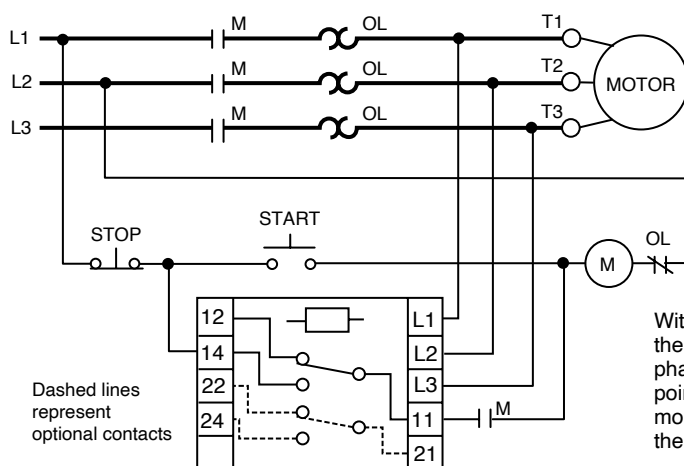 L1
M
OL
T1
L2
M
OL
T2
MOTOR
L3
M
OL
T3
STOP
START
M
OL
12
14
22
24
L1
L2
L3
11
21
M
Dashed lines
represent
optional contacts
Wit
the
pha
poin
mo
the